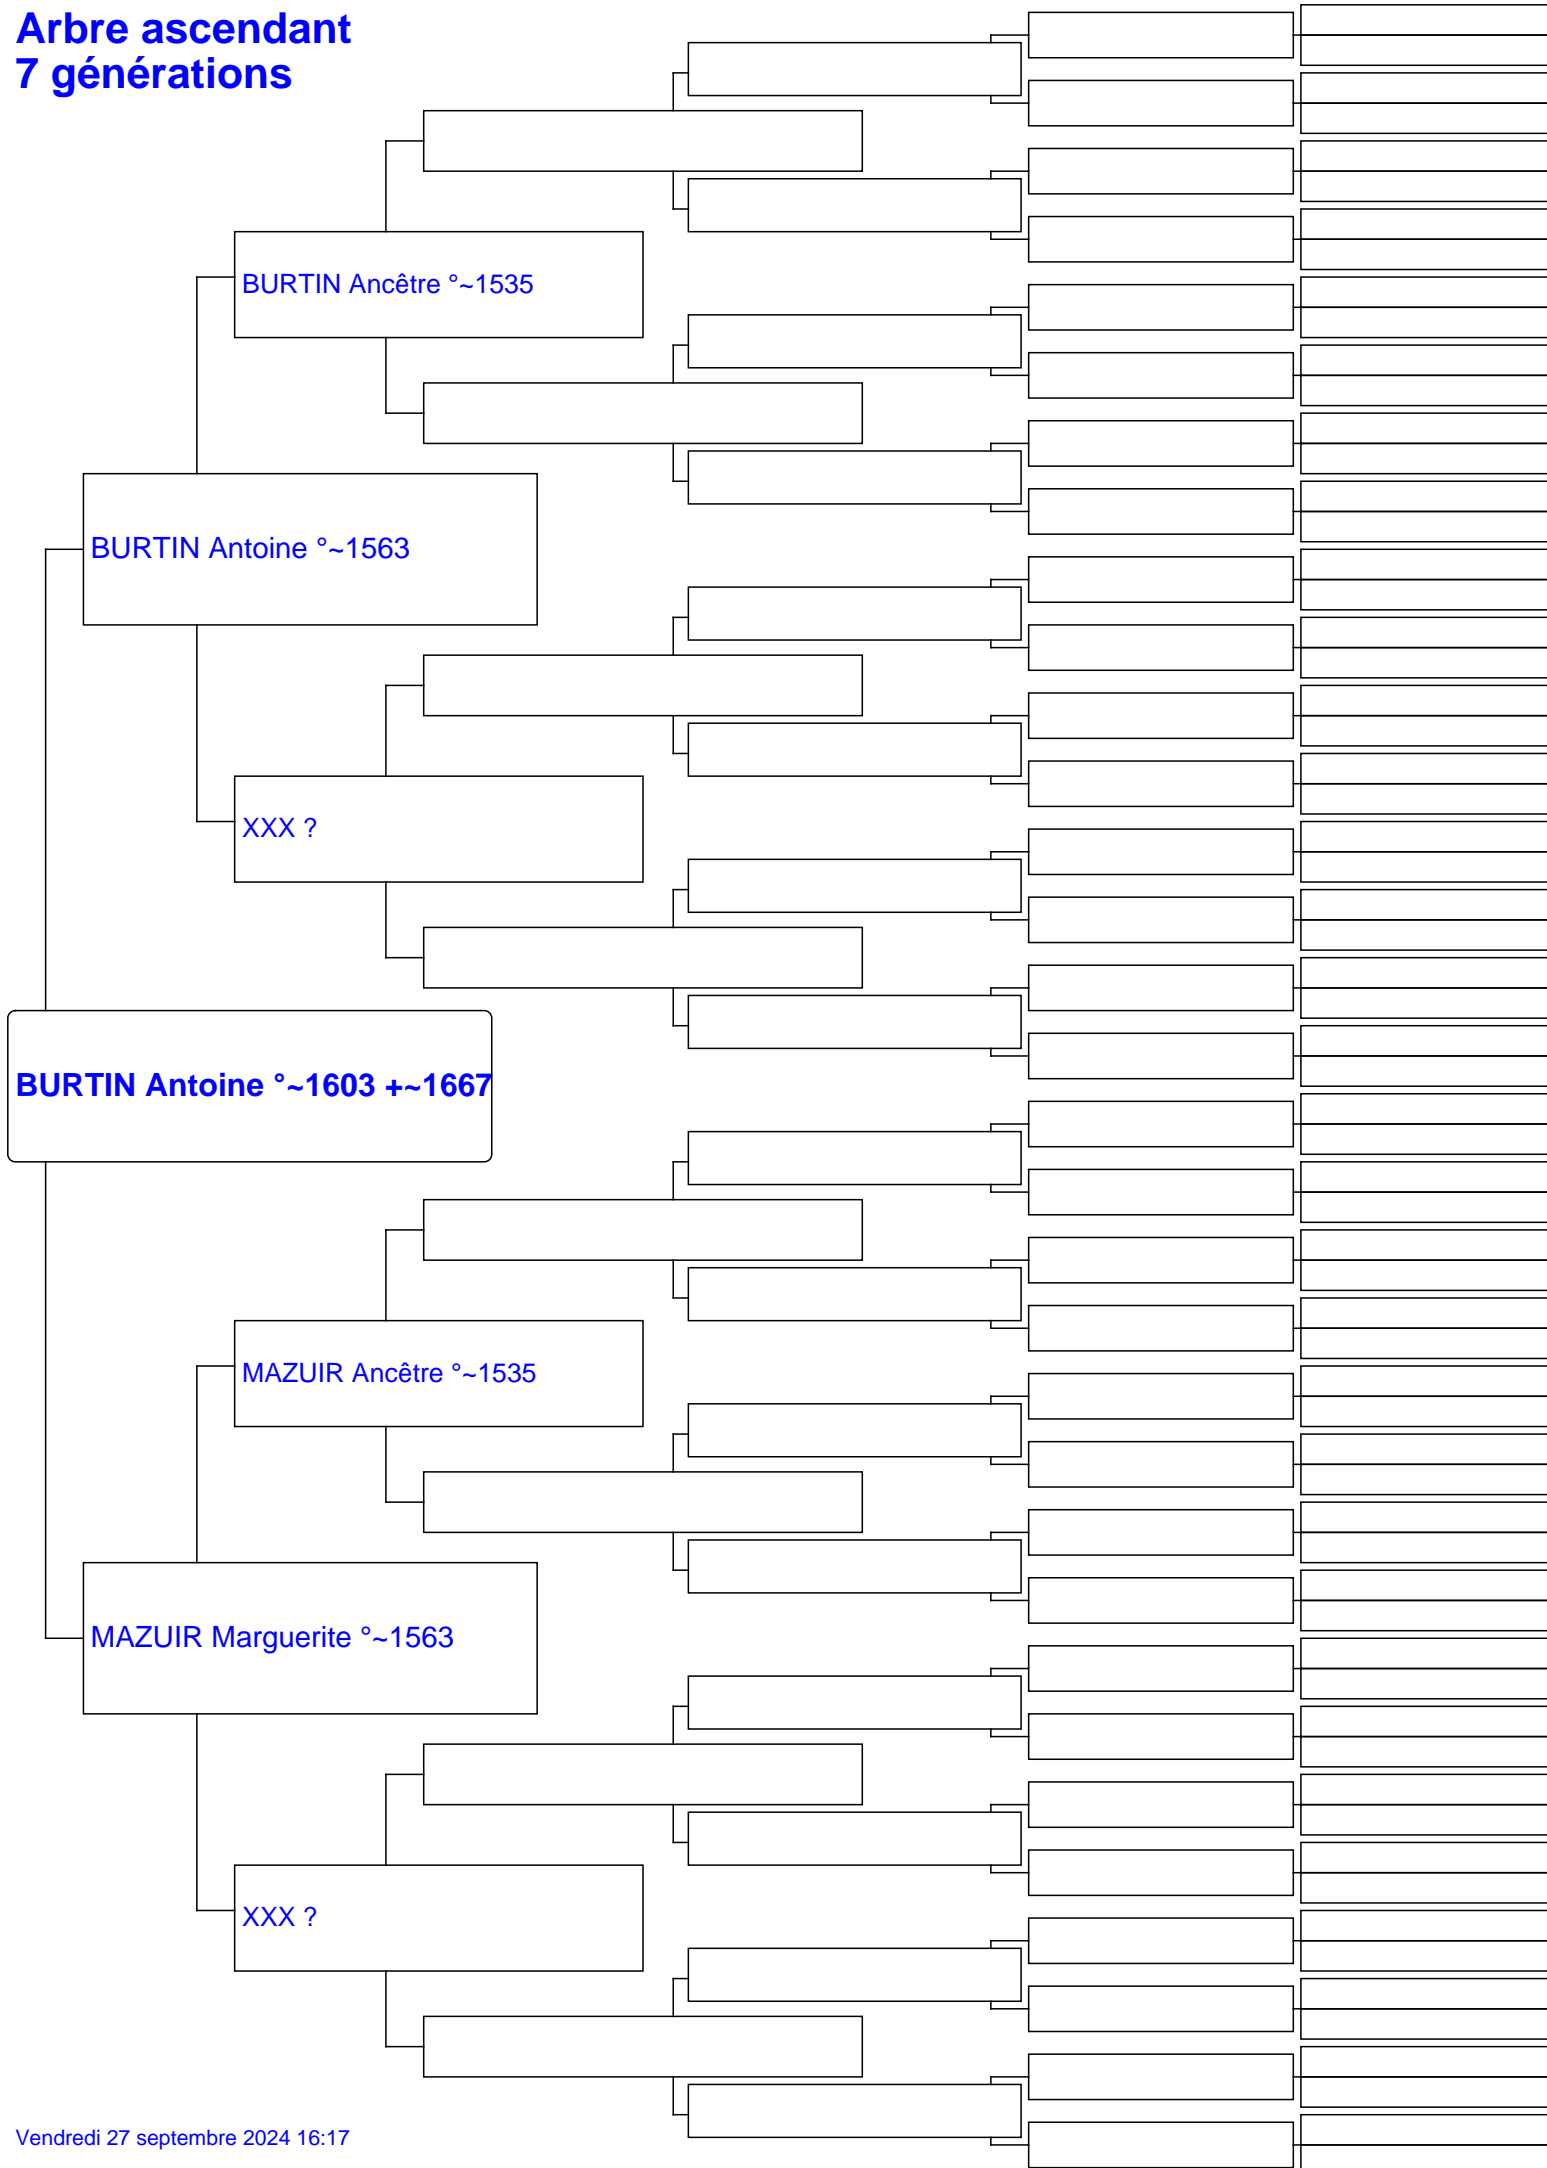 Arbre ascendant
7 générations
BURTIN Ancêtre °~1535
BURTIN Antoine °~1563
XXX ?
BURTIN Antoine °~1603 +~1667
MAZUIR Ancêtre °~1535
MAZUIR Marguerite °~1563
XXX ?
Vendredi 27 septembre 2024 16:17